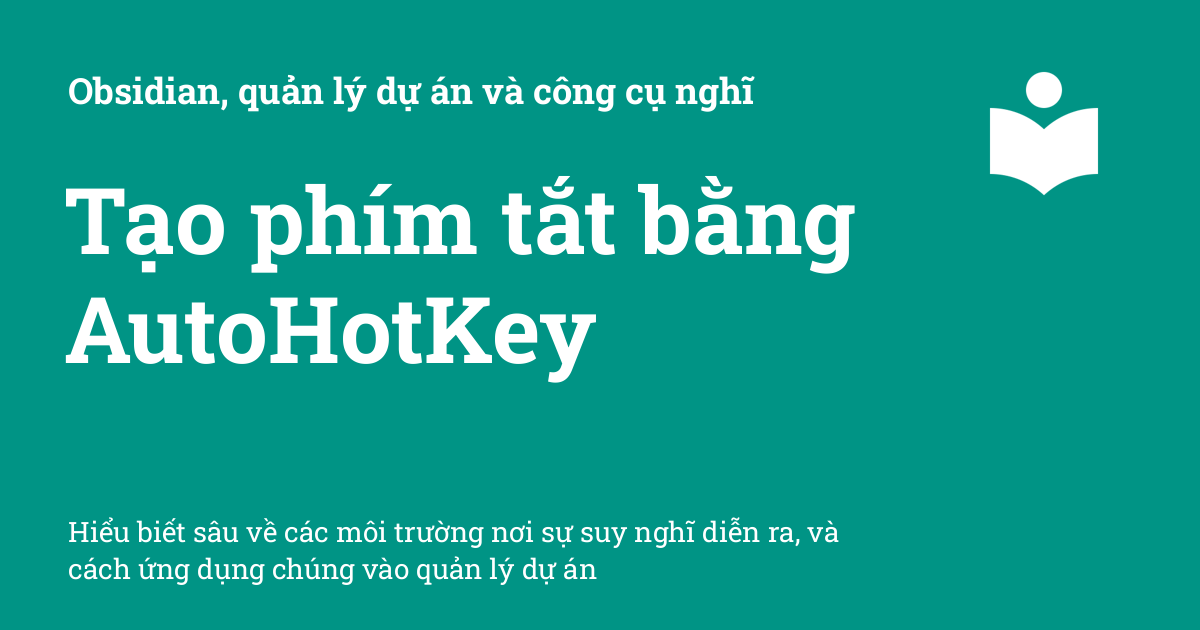 Obsidian, quản lý dự án và công cụ nghĩ
Tạo phím tắt bằng
AutoHotKey
Hiểu biết sâu về các môi trường nơi sự suy nghĩ diễn ra, và
cách ứng dụng chúng vào quản lý dự án